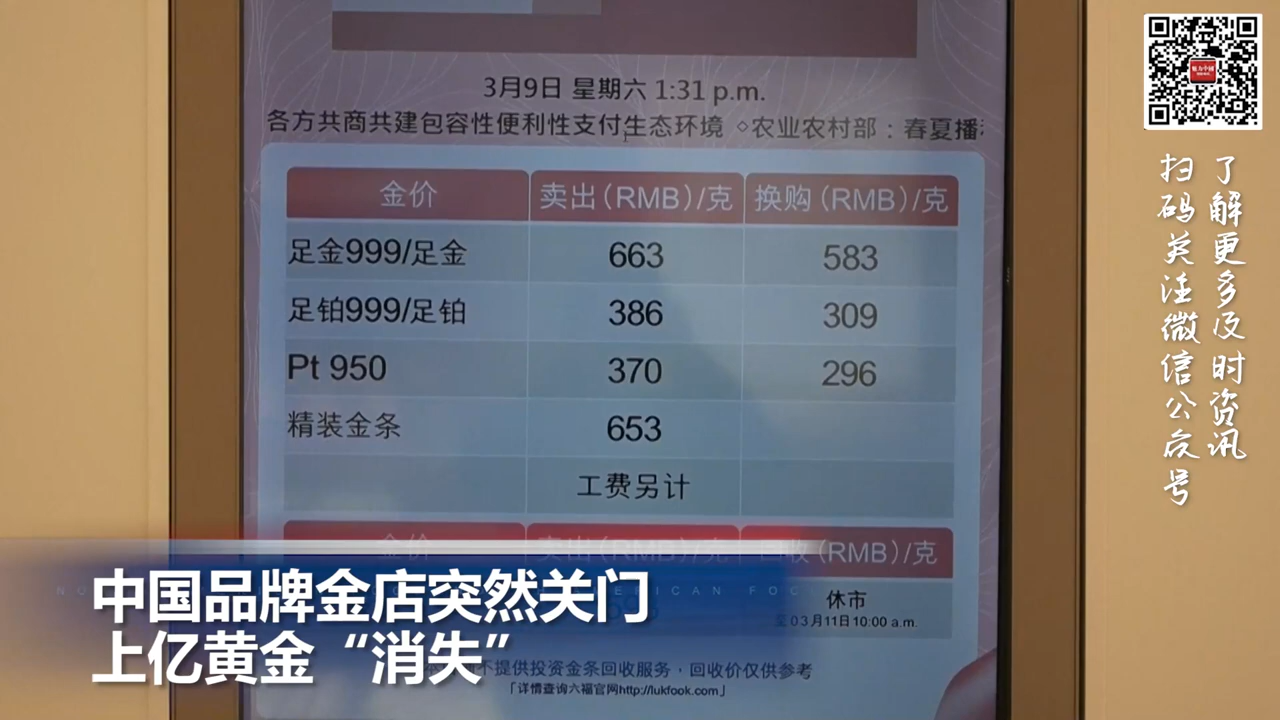 3月9日 星期六 1:31 p.m.
各方共商共建包容性便利性支付生态环境 ◇农业农村部：春夏播
金价 卖出（RMB)/克 换购（RMB)/克
足金999/足金 663 583
足铂999/足铂 386 309
Pt 950 370 296
精装金条 653
工费另计
金价 卖出(RMB)/克 回收（RMB)/克
休市
至03月11日10:00 a.m.
不提供投资金条回收服务，回收价仅供参考
「详情查询六福官网http://lukfook.com」
中国品牌金店突然关门
上亿黄金“消失”
了解更多及时资讯
扫码关注微信公众号